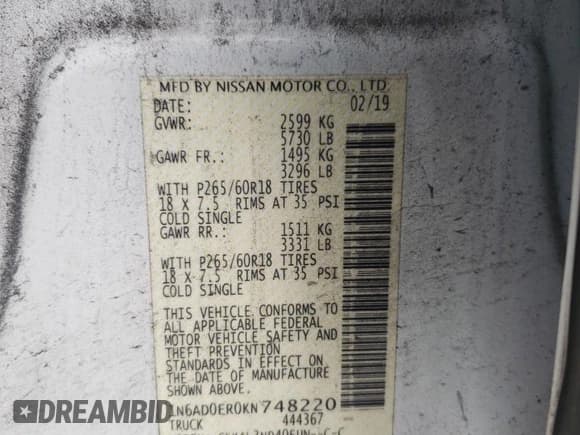 MFD BY NISSAN MOTOR CO., LTD.
DATE: 02/19
GVWR: 2599 KG
5730 LB
GAWR FR.: 1495 KG
3296 LB
WITH P265/60R18 TIRES
18 X 7.5 RIMS AT 35 PSI
COLD SINGLE
GAWR RR.: 1511 KG
3331 LB
WITH P265/60R18 TIRES
18 X 7.5 RIMS AT 35 PSI
COLD SINGLE
THIS VEHICLE CONFORMS TO
ALL APPLICABLE FEDERAL
MOTOR VEHICLE SAFETY AND
THEFT PREVENTION
STANDARDS IN EFFECT ON
THE DATE OF MANUFACTURE
SHOWN ABOVE.
1N6AD0ER0KN748220
TRUCK 444367
DREAMBID
#1 CAR AUCTION SERVICE